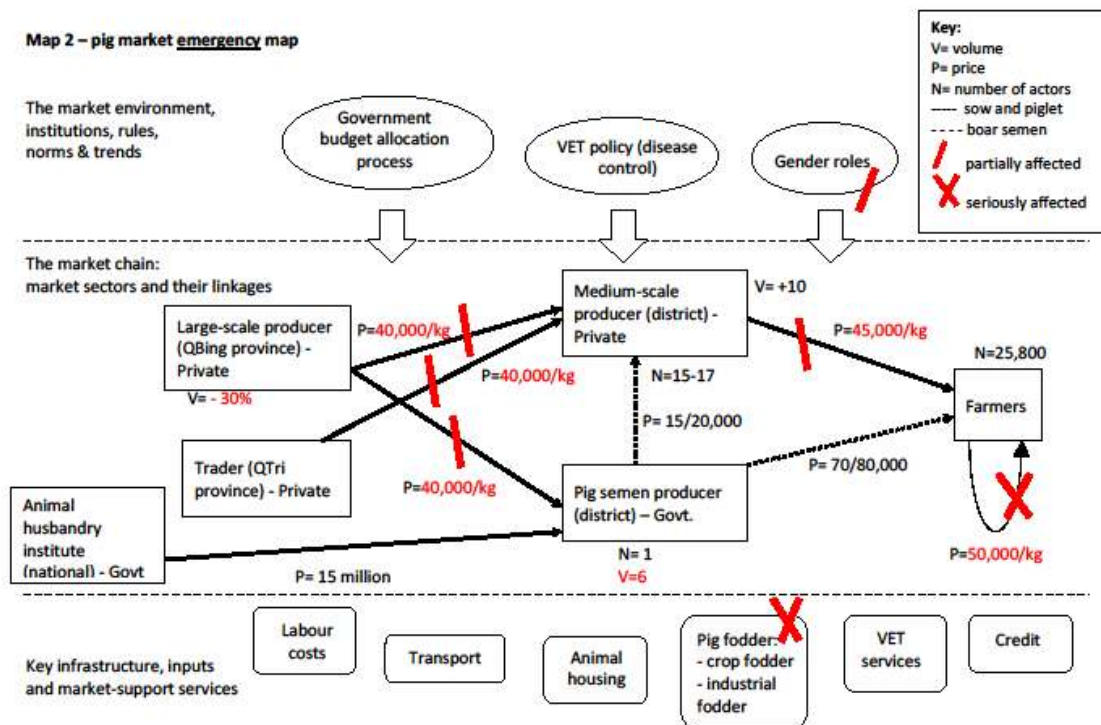 Map 2 – pig market emergency map
Key:
V= volume
P= price
N= number of actors
sow and piglet
boar semen
partially affected
seriously affected
The market environment,
institutions, rules,
norms & trends
Government
budget allocation
process
VET policy (disease
control)
Gender roles
The market chain:
market sectors and their linkages
Large-scale producer
(QBing province) -
Private
V= - 30%
P=40,000/kg
Medium-scale
producer (district) -
Private
V= +10
P=45,000/kg
P=40,000/kg
N=15-17
N=25,800
Farmers
P= 15/20,000
Trader (QTri
province) - Private
P=40,000/kg
Pig semen producer
(district) – Govt.
P= 70/80,000
Animal
husbandry
institute
(national) - Govt
P= 15 million
N= 1
V=6
P=50,000/kg
Key infrastructure, inputs
and market-support services
Labour
costs
Transport
Animal
housing
Pig fodder:
- crop fodder
- industrial
fodder
VET
services
Credit